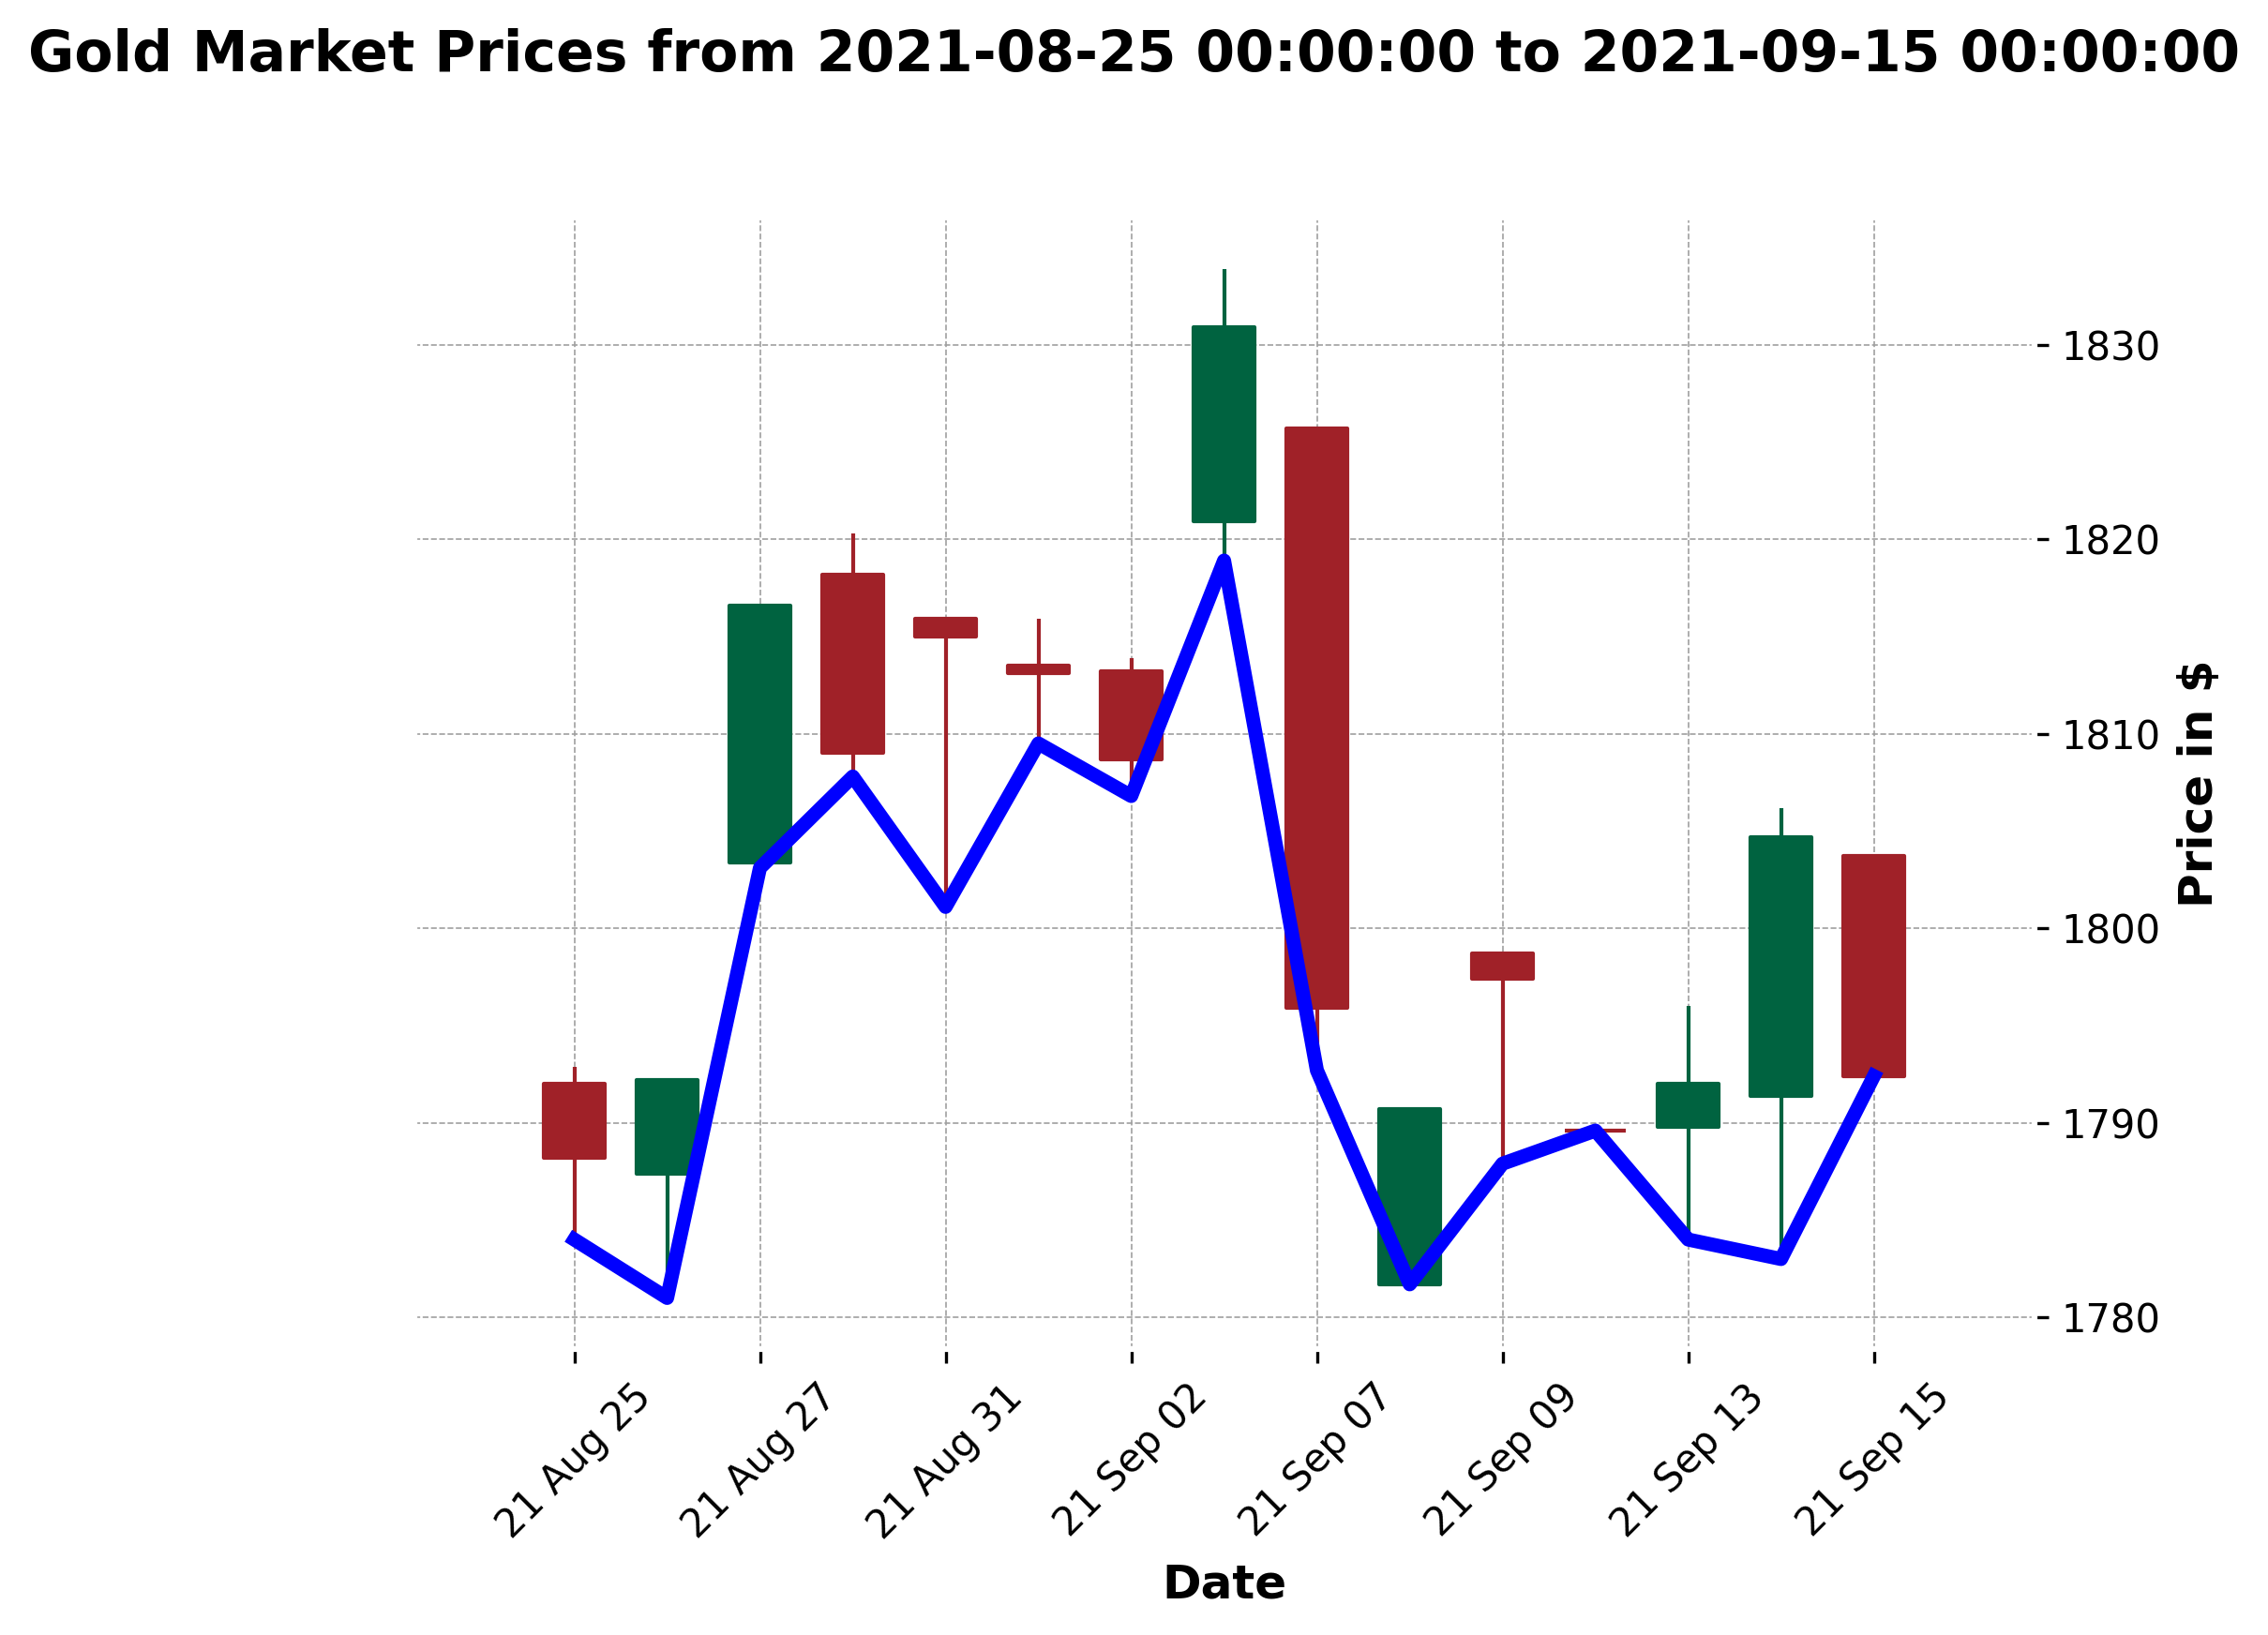 Gold Market Prices from 2021-08-25 00:00:00 to 2021-09-15 00:00:00
1830
1820
1810
1800
1790
1780
Price in $
21 Aug 25
21 Aug 27
21 Aug 31
21 Sep 02
21 Sep 07
21 Sep 09
21 Sep 13
21 Sep 15
Date